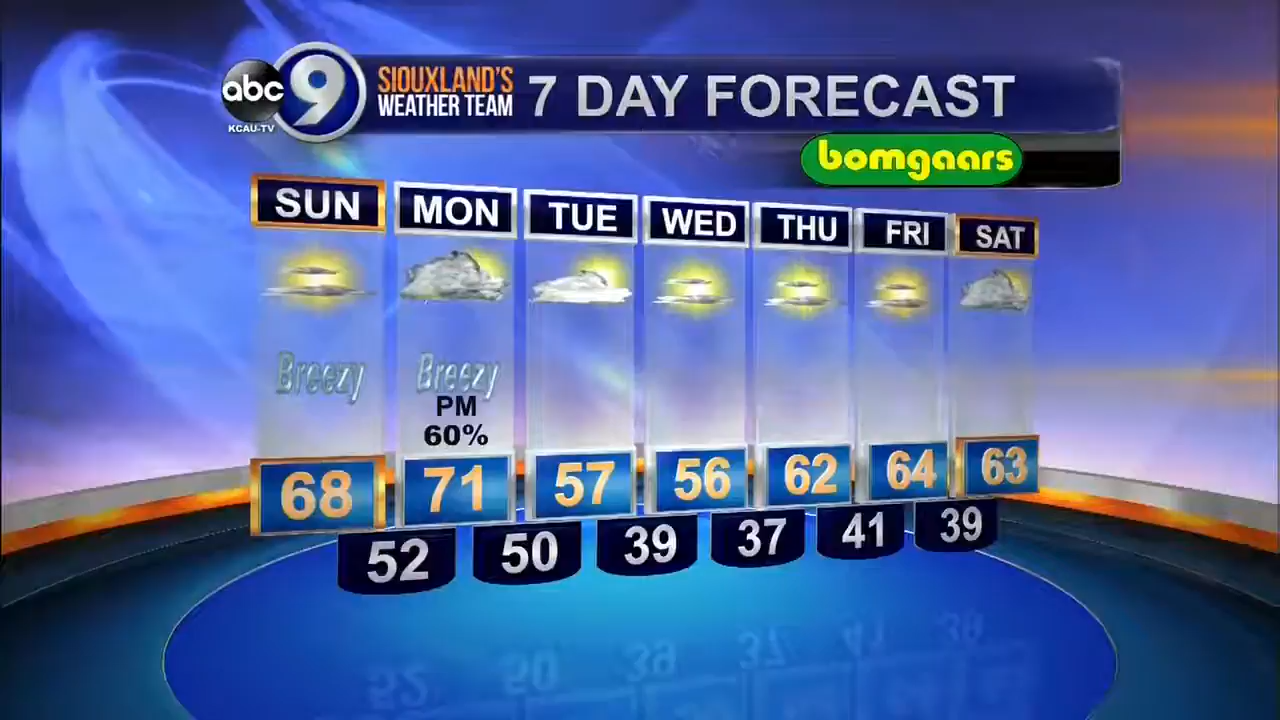 abc
9
KCAU-TV
SIOUXLAND'S
WEATHER TEAM
7 DAY FORECAST
bomgaars
SUN MON TUE WED THU FRI SAT
Breezy Breezy
PM
60%
68 71 57 56 62 64 63
52 50 39 37 41 39